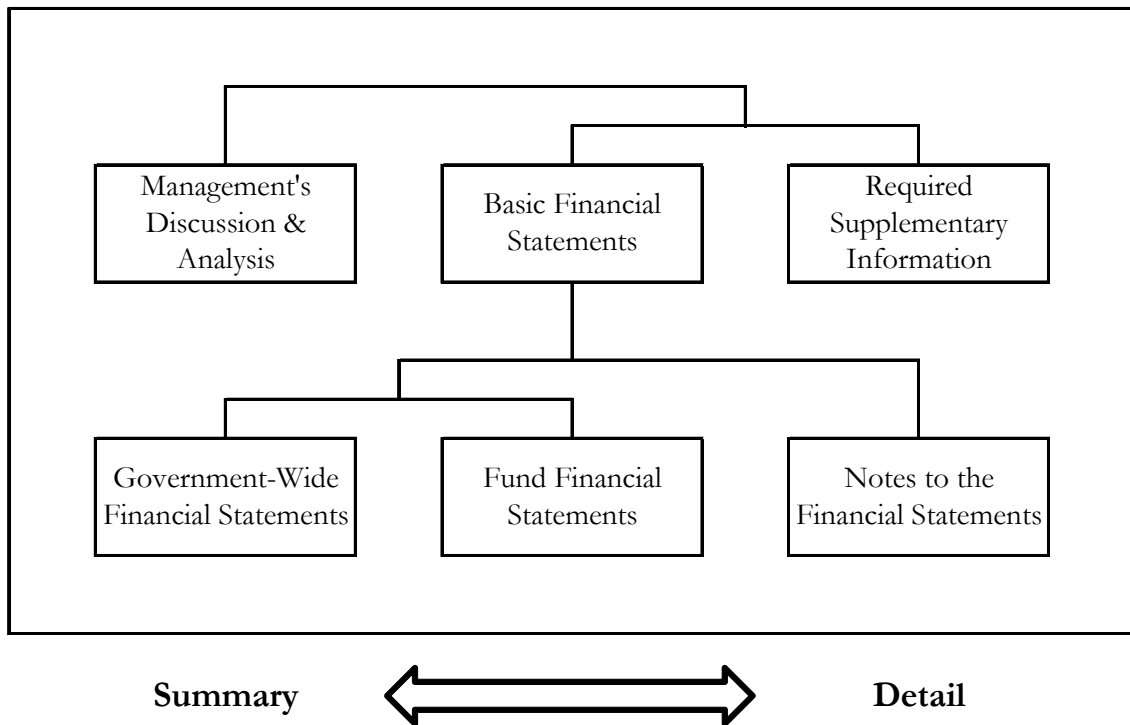 Management's
Discussion &
Analysis
Basic Financial
Statements
Required
Supplementary
Information
Government-Wide
Financial Statements
Fund Financial
Statements
Notes to the
Financial Statements
Summary
Detail